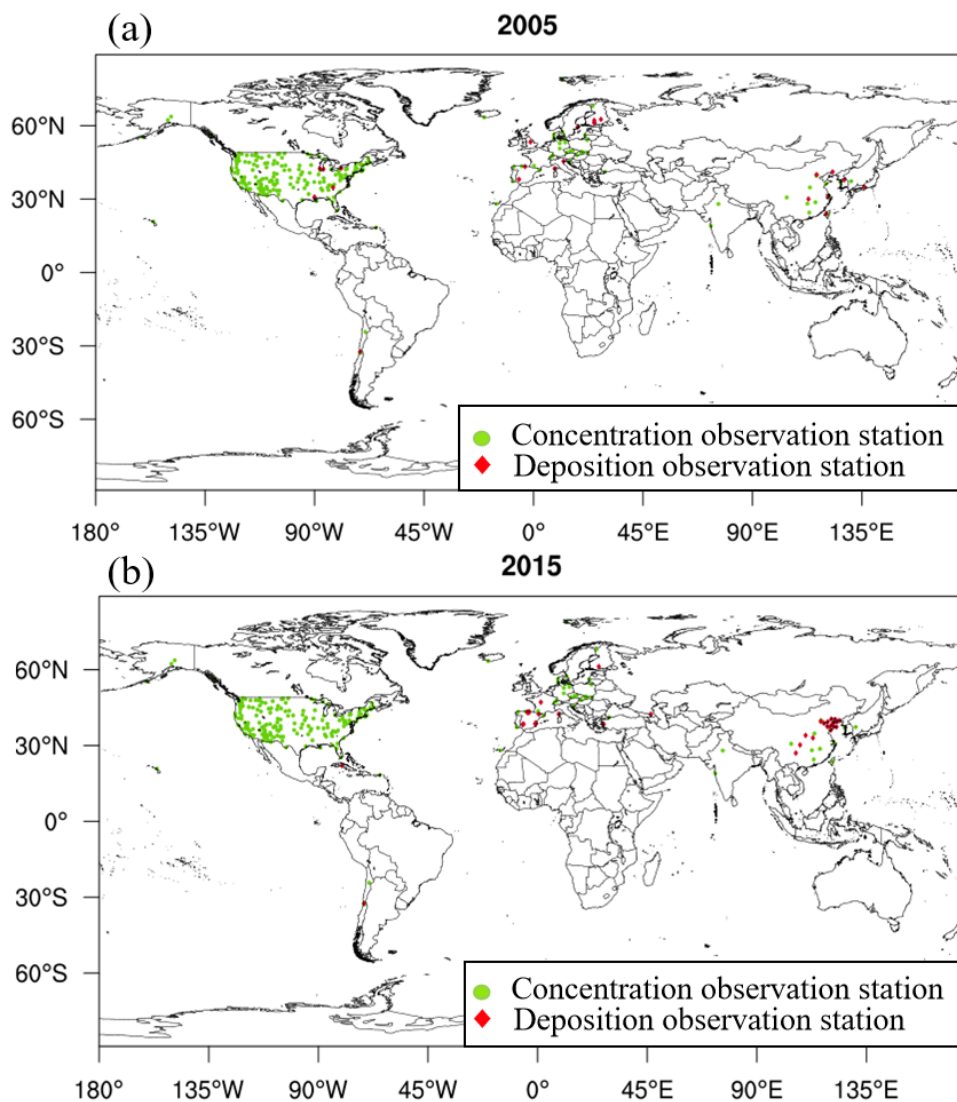 (a)
2005
60°N
30°N
0°
30°S
60°S
Concentration observation station
Deposition observation station
180° 135°W 90°W 45°W 0° 45°E 90°E 135°E
(b)
2015
60°N
30°N
0°
30°S
60°S
Concentration observation station
Deposition observation station
180° 135°W 90°W 45°W 0° 45°E 90°E 135°E